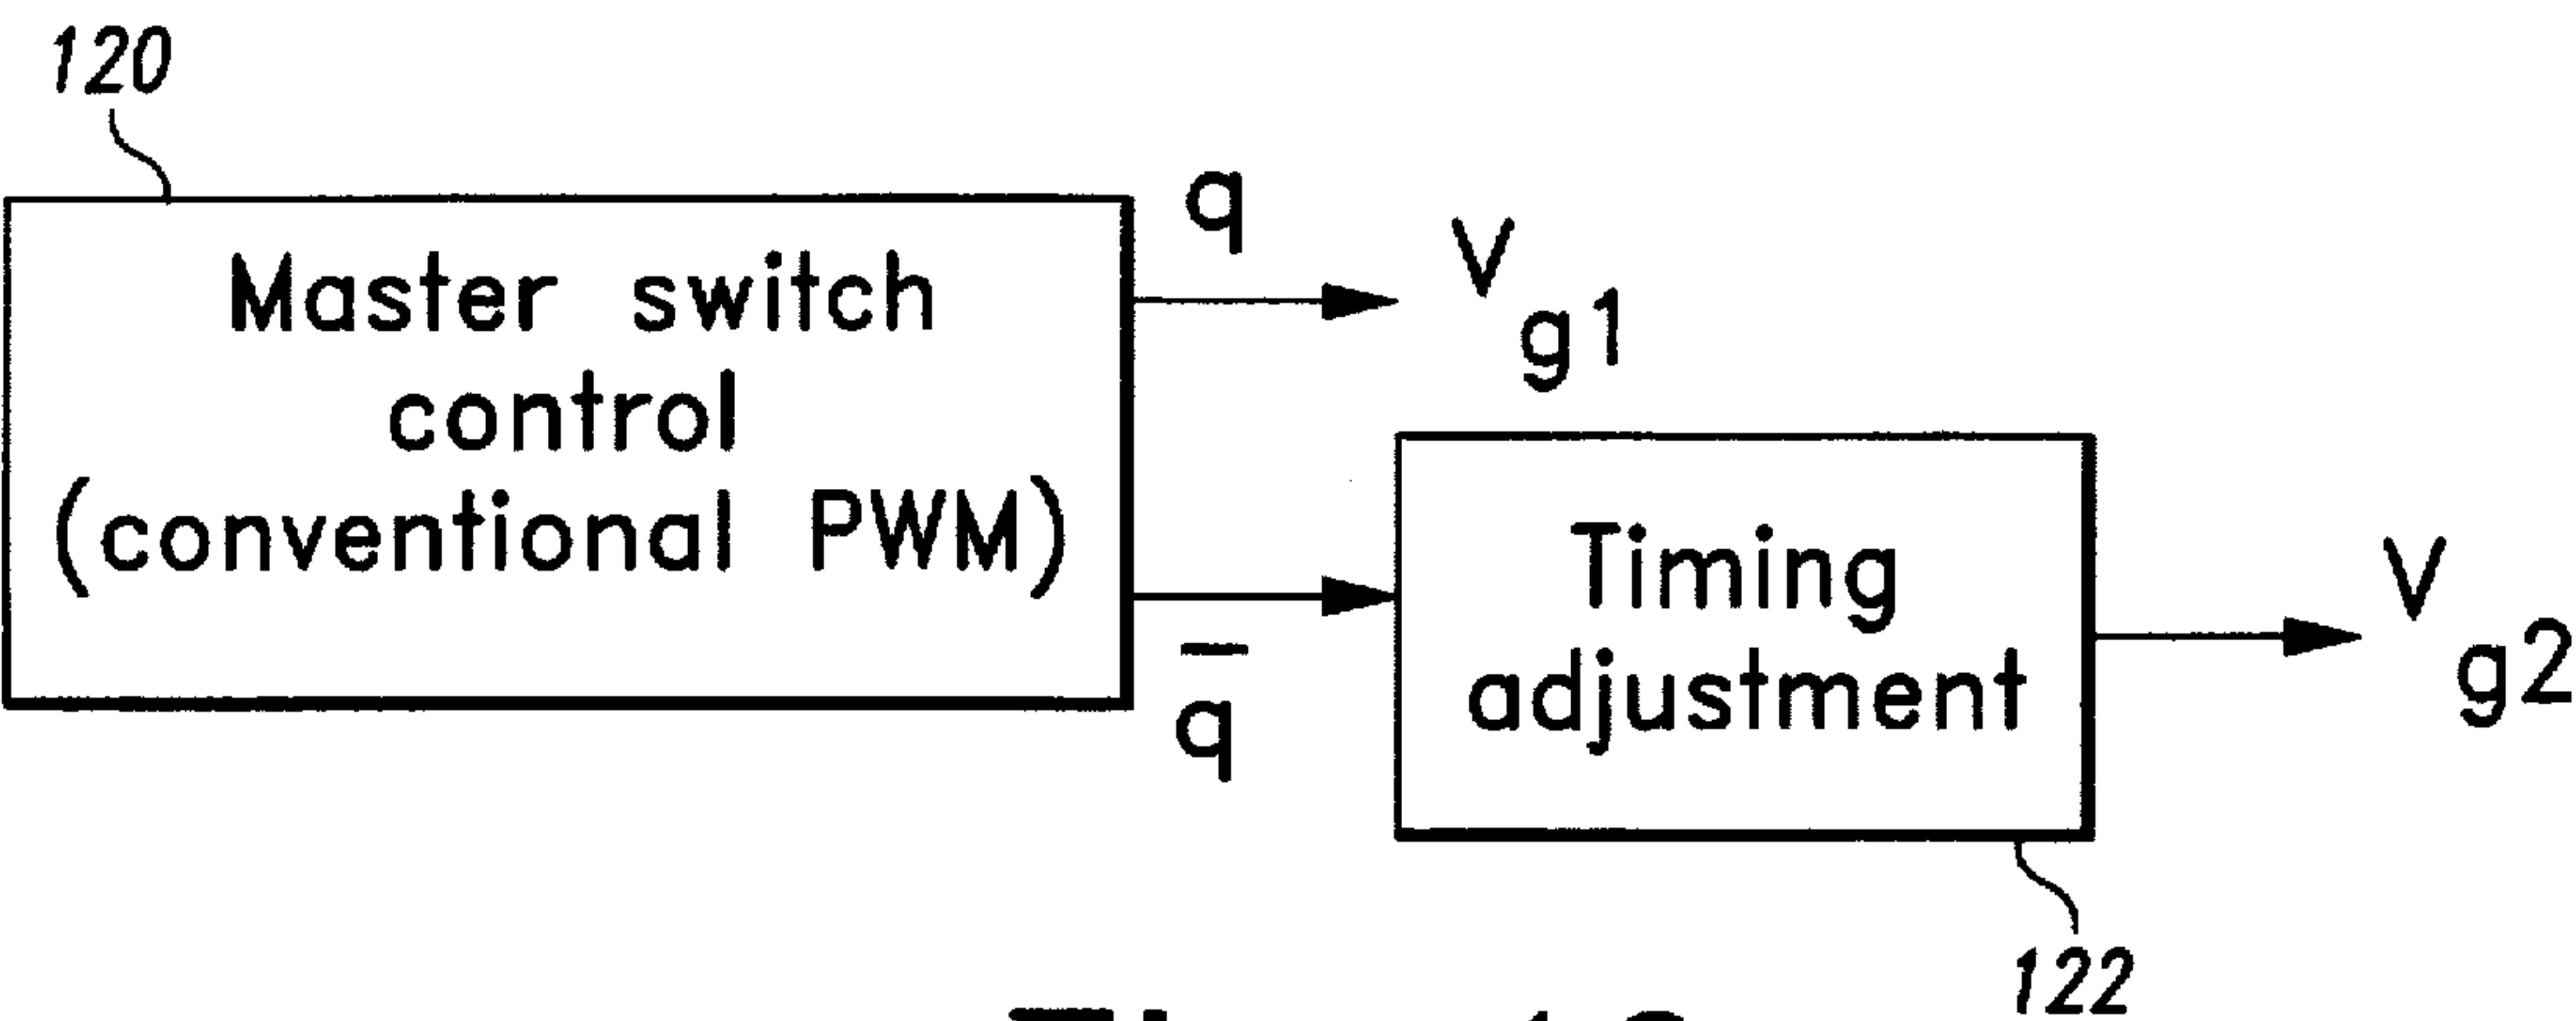 120
Master switch
control
(conventional PWM)
q
V
g1
q̅
Timing
adjustment
V
g2
122